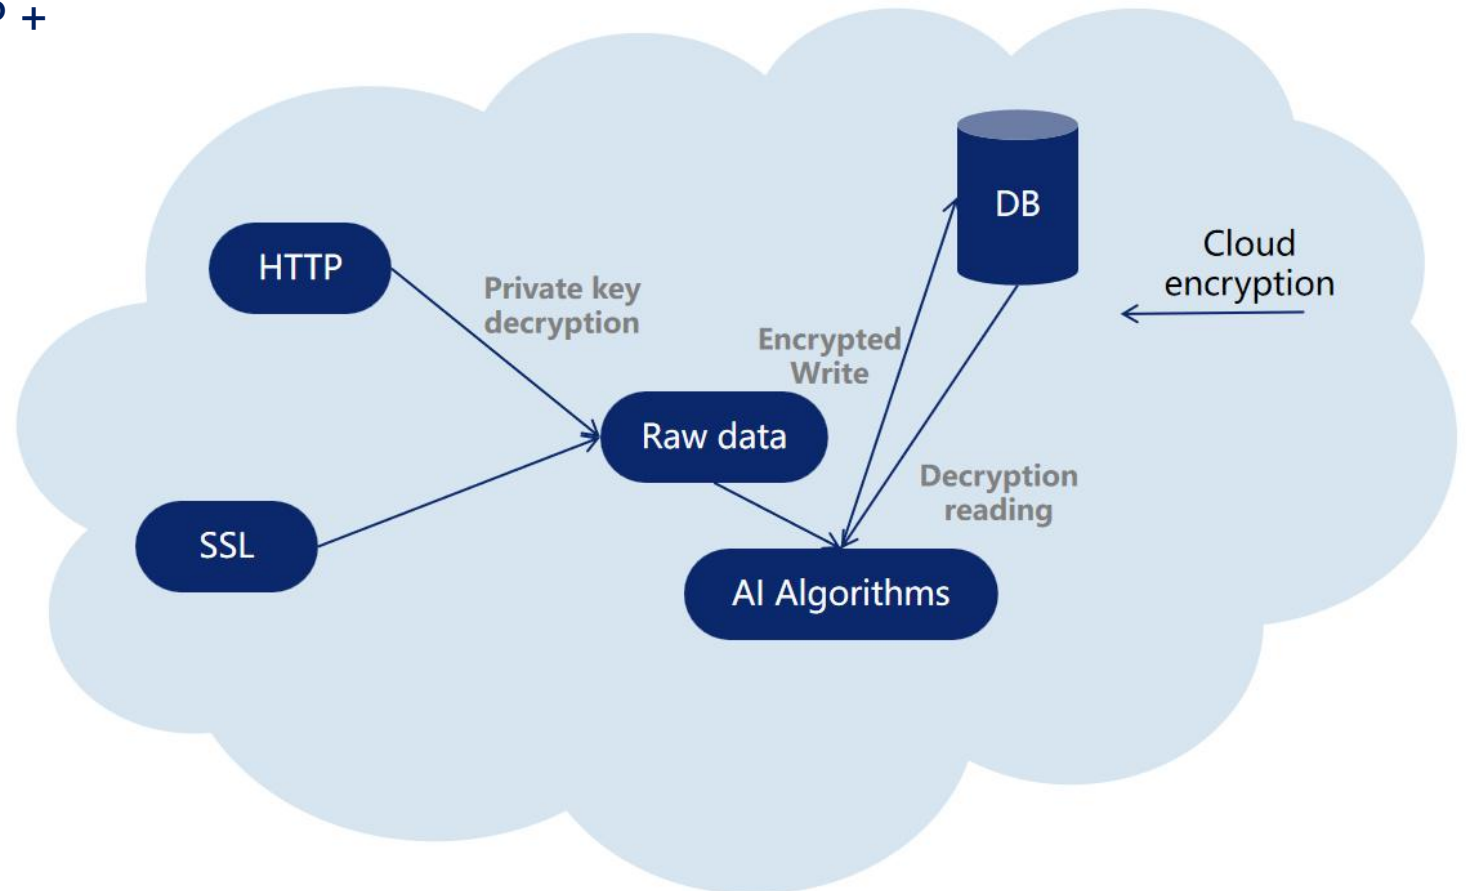 +
DB
Cloud
encryption
HTTP
Private key
decryption
Encrypted
Write
Raw data
Decryption
reading
SSL
AI Algorithms